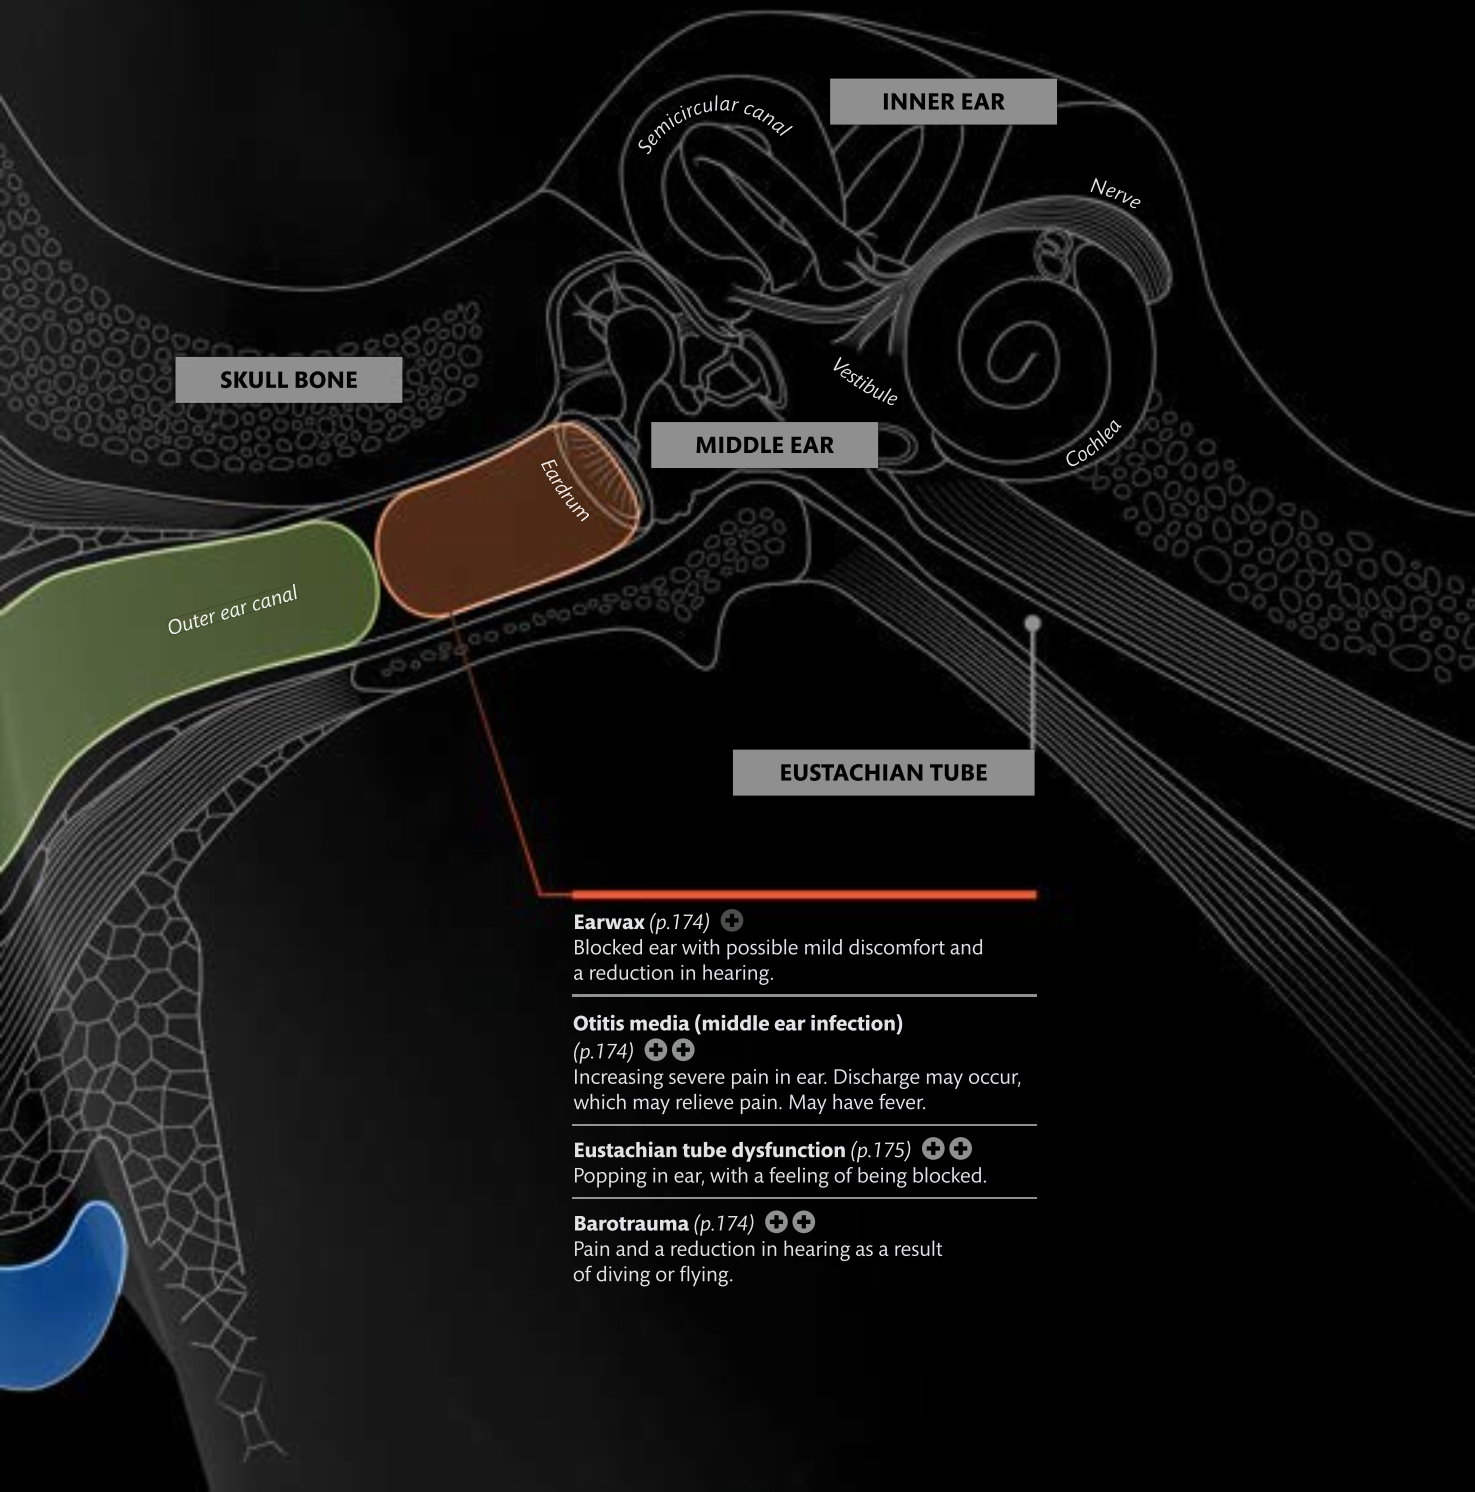 INNER EAR
Semicircular canal
Nerve
SKULL BONE
Vestibule
MIDDLE EAR
Cochlea
Eardrum
Outer ear canal
EUSTACHIAN TUBE
Earwax (p.174)
Blocked ear with possible mild discomfort and
a reduction in hearing.
Otitis media (middle ear infection)
(p.174)
Increasing severe pain in ear. Discharge may occur,
which may relieve pain. May have fever.
Eustachian tube dysfunction (p.175)
Popping in ear, with a feeling of being blocked.
Barotrauma (p.174)
Pain and a reduction in hearing as a result
of diving or flying.